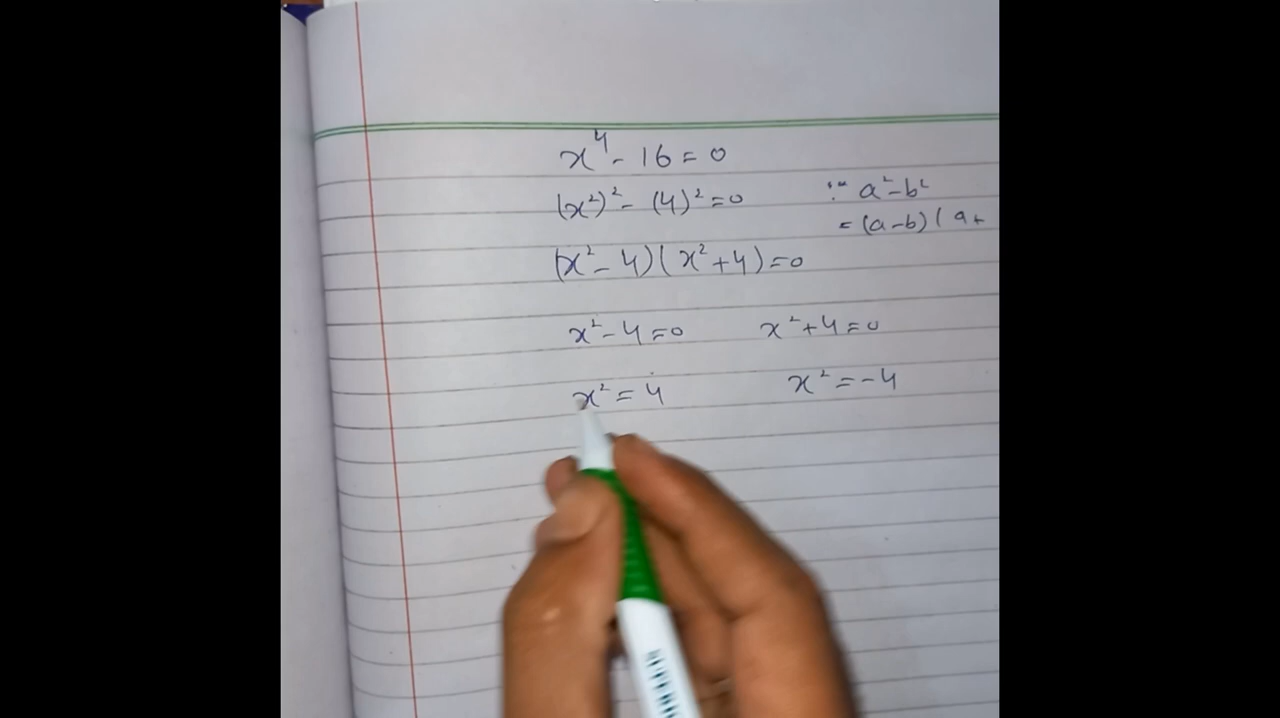 x⁴ - 16 = 0
(x²)² - (4)² = 0
∵ a² - b²
= (a-b)(a+
(x² - 4)(x² + 4) = 0
x² - 4 = 0
x² + 4 = 0
x² = 4
x² = -4